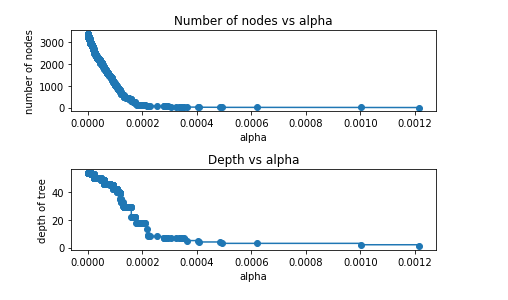 Number of nodes vs alpha
number of nodes
3000
2000
1000
0
0.0000 0.0002 0.0004 0.0006 0.0008 0.0010 0.0012
alpha
Depth vs alpha
depth of tree
40
20
0
0.0000 0.0002 0.0004 0.0006 0.0008 0.0010 0.0012
alpha